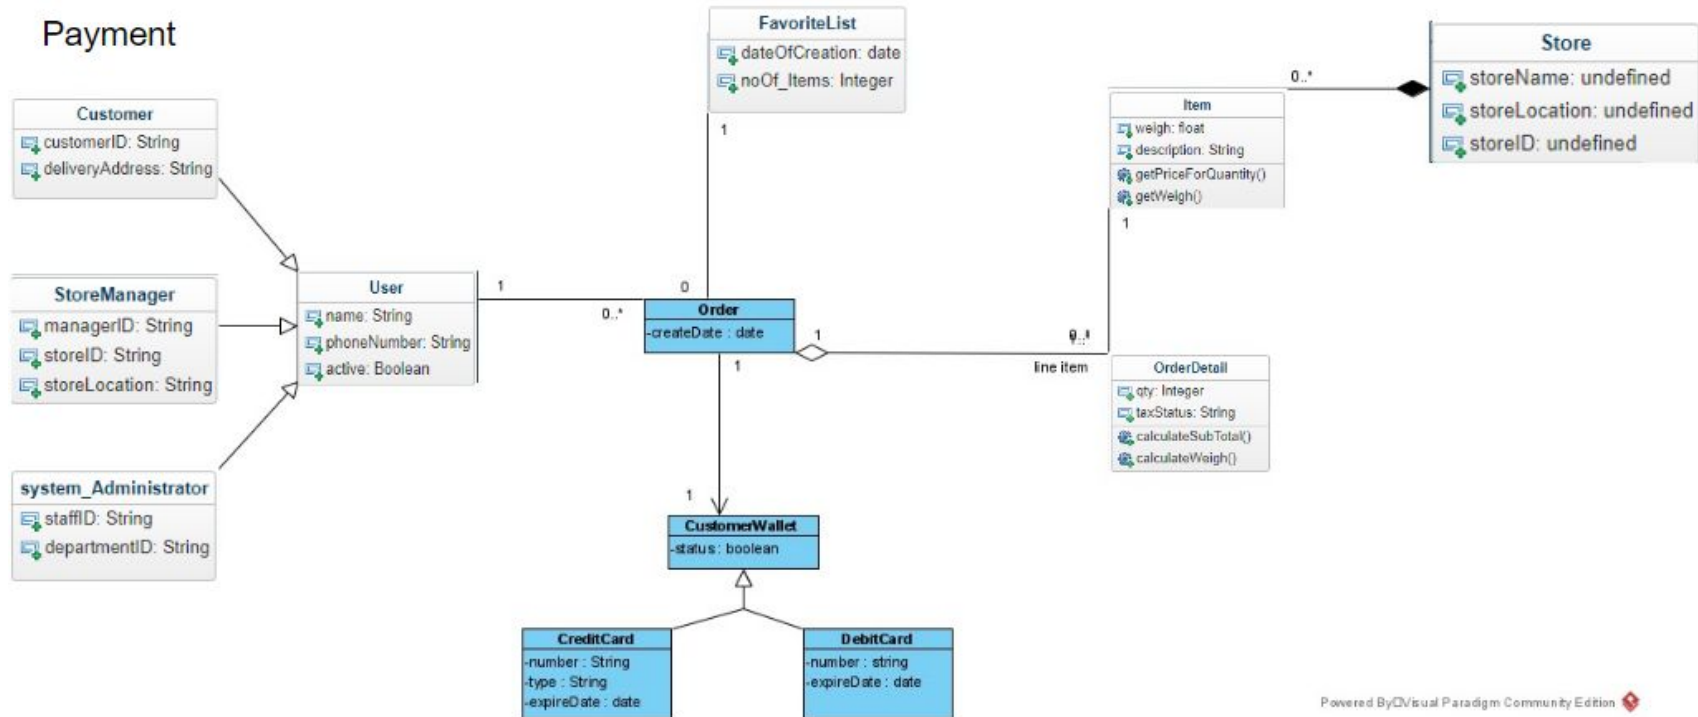 Payment
Customer
customerID: String
deliveryAddress: String
StoreManager
managerID: String
storeID: String
storeLocation: String
system_Administrator
staffID: String
departmentID: String
User
name: String
phoneNumber: String
active: Boolean
1
0..*
FavoriteList
dateOfCreation: date
noOf_Items: Integer
1
0
Order
-createDate : date
1
line item
1
1
CustomerWallet
-status : boolean
CreditCard
-number : String
-type : String
-expireDate : date
DebitCard
-number : string
-expireDate : date
Item
weigh: float
description: String
getPriceForQuantity()
getWeigh()
1
OrderDetail
qty: Integer
taxStatus: String
calculateSubTotal()
calculateWeigh()
0..*
Store
storeName: undefined
storeLocation: undefined
storeID: undefined
Powered By Visual Paradigm Community Edition